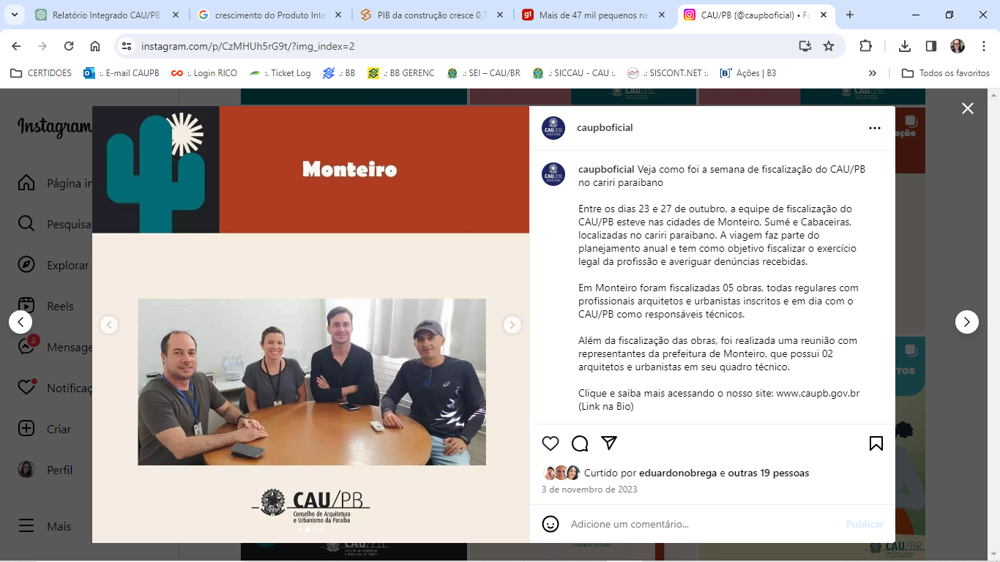 Relatório Integrado CAU/PB
crescimento do Produto Inte
PIB da construção cresce 0,7
Mais de 47 mil pequenos ne
CAU/PB (@caupboficial) • Fo
instagram.com/p/CzMHUh5rG9t/?img_index=2
CERTIDOES
:. E-mail CAUPB
:. Login RICO
:. Ticket Log
.: BB
.: BB GERENC
.: SEI – CAU/BR
.: SICCAU - CAU :.
.: SISCONT.NET :.
Ações | B3
Todos os favoritos
Instagram
Página in
Pesquisa
Explorar
Reels
2
Mensage
Notificaç
Criar
Perfil
Mais
Monteiro
CAU/PB
Conselho de Arquitetura
e Urbanismo da Paraíba
caupboficial
caupboficial Veja como foi a semana de fiscalização do CAU/PB
no cariri paraibano
Entre os dias 23 e 27 de outubro, a equipe de fiscalização do
CAU/PB esteve nas cidades de Monteiro, Sumé e Cabaceiras,
localizadas no cariri paraibano. A viagem faz parte do
planejamento anual e tem como objetivo fiscalizar o exercício
legal da profissão e averiguar denúncias recebidas.
Em Monteiro foram fiscalizadas 05 obras, todas regulares com
profissionais arquitetos e urbanistas inscritos e em dia com o
CAU/PB como responsáveis técnicos.
Além da fiscalização das obras, foi realizada uma reunião com
representantes da prefeitura de Monteiro, que possui 02
arquitetos e urbanistas em seu quadro técnico.
Clique e saiba mais acessando o nosso site: www.caupb.gov.br
(Link na Bio)
Curtido por eduardonobrega e outras 19 pessoas
3 de novembro de 2023
Adicione um comentário...
Publicar
CAU/PB
CAU/BR